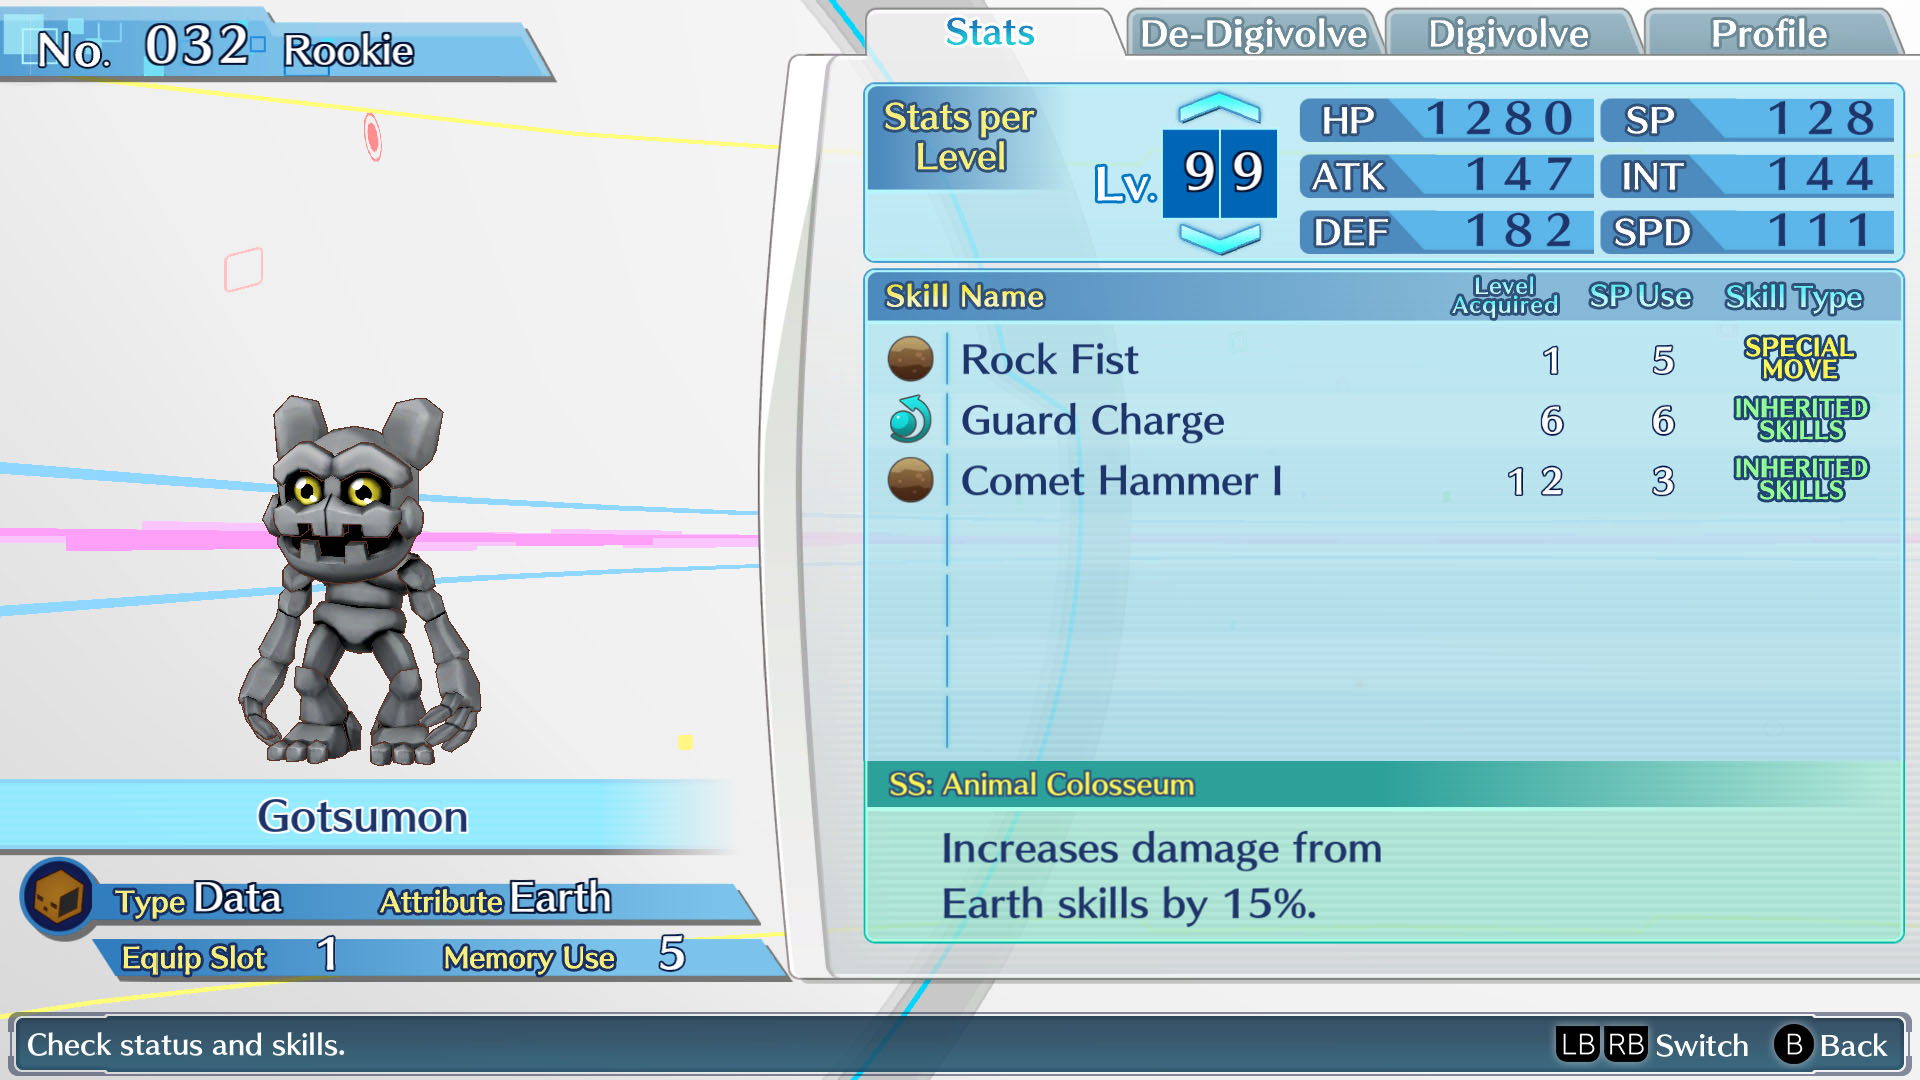 No. 032 Rookie
Stats
De-Digivolve
Digivolve
Profile
Stats per
Level
Lv. 99
HP 1280
SP 128
ATK 147
INT 144
DEF 182
SPD 111
Skill Name
Level
Acquired
SP Use
Skill Type
Rock Fist 1 5 SPECIAL
MOVE
Guard Charge 6 6 INHERITED
SKILLS
Comet Hammer I 12 3 INHERITED
SKILLS
SS: Animal Colosseum
Increases damage from
Earth skills by 15%.
Gotsumon
Type Data Attribute Earth
Equip Slot 1 Memory Use 5
Check status and skills.
LB RB Switch B Back